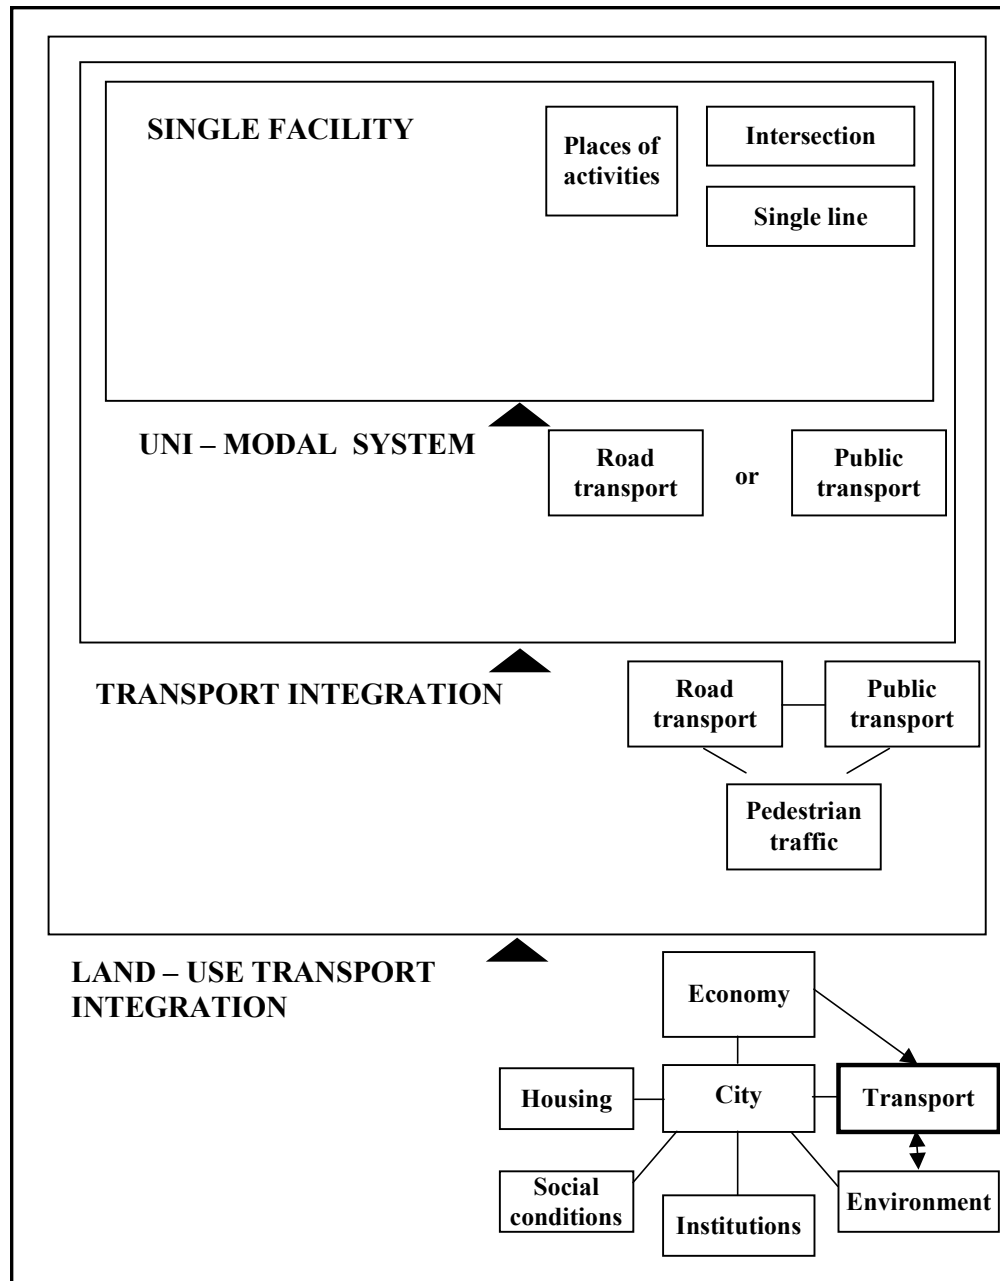 SINGLE FACILITY
Places of
activities
Intersection
Single line
UNI – MODAL SYSTEM
Road
transport
or
Public
transport
TRANSPORT INTEGRATION
Road
transport
Public
transport
Pedestrian
traffic
LAND – USE TRANSPORT
INTEGRATION
Economy
Housing
City
Transport
Social
conditions
Institutions
Environment